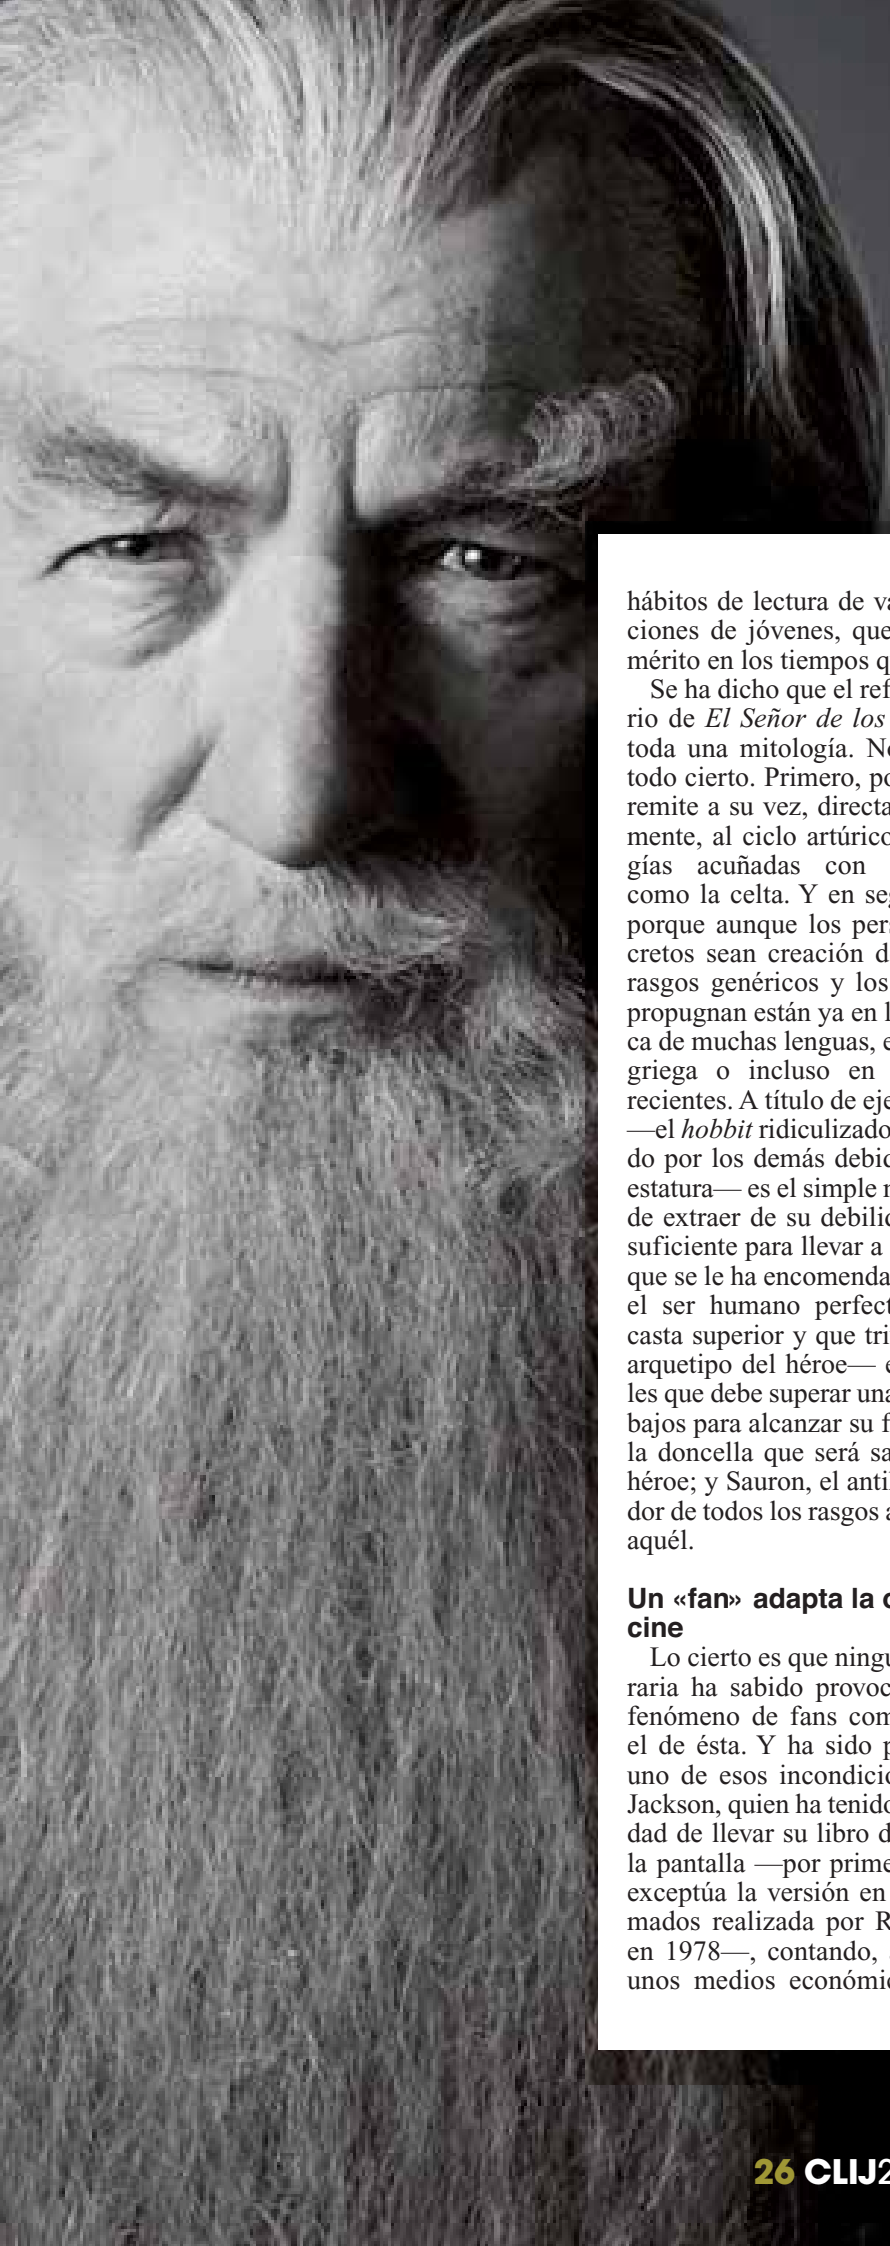 hábitos de lectura de va
ciones de jóvenes, que
mérito en los tiempos q
Se ha dicho que el ref
rio de El Señor de los
toda una mitología. No
todo cierto. Primero, po
remite a su vez, directa
mente, al ciclo artúrico
gías acuñadas con
como la celta. Y en seg
porque aunque los pers
cretos sean creación d
rasgos genéricos y los
propugnan están ya en l
ca de muchas lenguas, e
griega o incluso en
recientes. A título de eje
—el hobbit ridiculizado
do por los demás debid
estatura— es el simple m
de extraer de su debilid
suficiente para llevar a
que se le ha encomenda
el ser humano perfect
casta superior y que tri
arquetipo del héroe— e
les que debe superar una
bajos para alcanzar su f
la doncella que será sa
héroe; y Sauron, el antih
dor de todos los rasgos a
aquél.
Un «fan» adapta la o
cine
Lo cierto es que ningu
raria ha sabido provoc
fenómeno de fans com
el de ésta. Y ha sido p
uno de esos incondicio
Jackson, quien ha tenido
dad de llevar su libro d
la pantalla —por prime
exceptúa la versión en
mados realizada por R
en 1978—, contando,
unos medios económic
26 CLIJ2